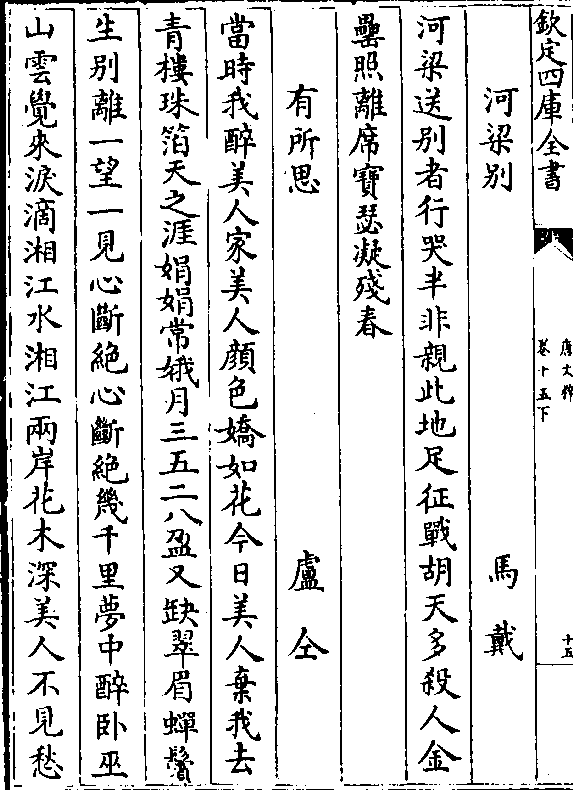 欽定四庫全書
唐文粹
卷十五下
十五
河梁別 馬戴
河梁送別者行哭半非親此地足征戰胡天多殺人金
罍照離席寶瑟凝殘春
有所思 盧仝
當時我醉美人家美人顏色嬌如花今日美人棄我去
青樓珠箔天之涯娟娟常娥月三五二八盈又缺翠眉蟬鬢
生別離一望一見心斷絕心斷絕幾千里夢中醉卧巫
山雲覺來淚滴湘江水湘江兩岸花木深美人不見愁